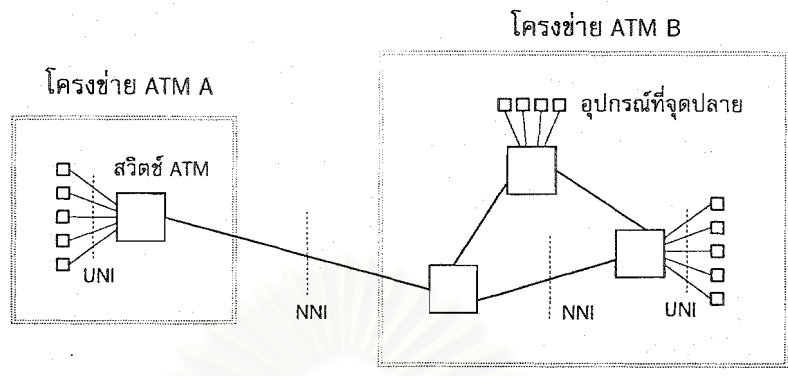 โครงข่าย ATM B
โครงข่าย ATM A
อุปกรณ์ที่จุดปลาย
สวิตช์ ATM
UNI
NNI
NNI
UNI